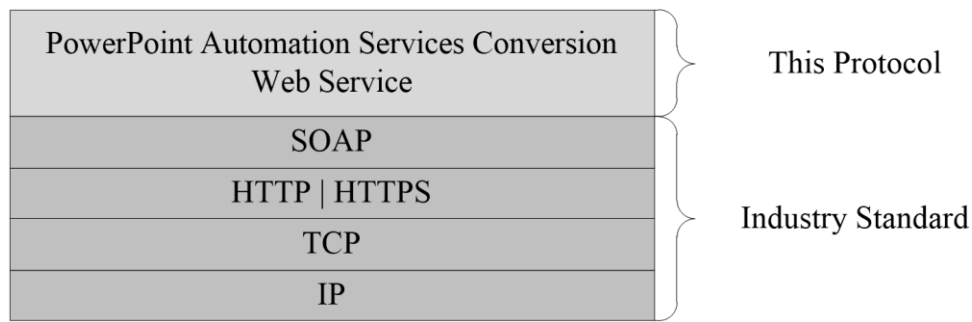 PowerPoint Automation Services Conversion
Web Service
This Protocol
SOAP
HTTP | HTTPS
TCP
IP
Industry Standard